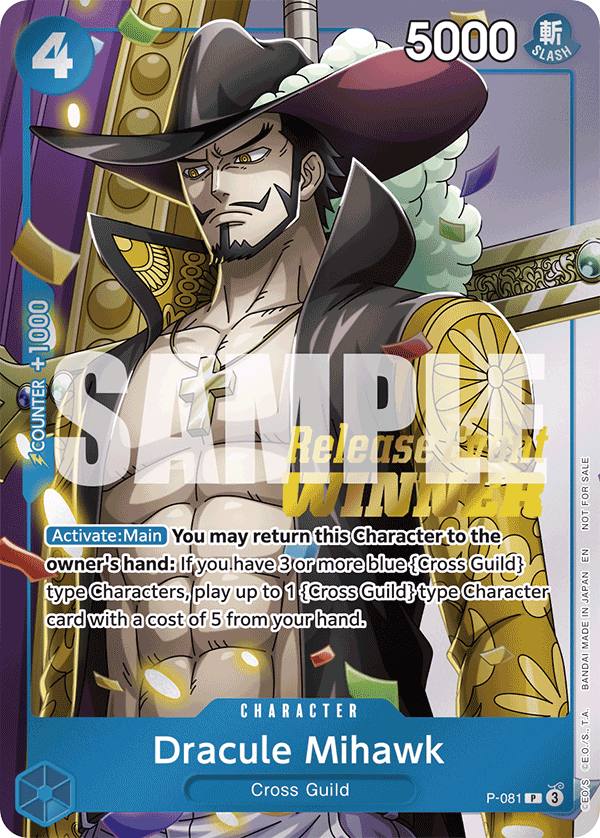 4
5000
斬
SLASH
COUNTER +1000
SAMPLE
Release Event
WINNER
Activate:Main You may return this Character to the
owner's hand: If you have 3 or more blue {Cross Guild}
type Characters, play up to 1 {Cross Guild} type Character
card with a cost of 5 from your hand.
CHARACTER
Dracule Mihawk
Cross Guild
P-081 P 3
©E.O/S. ©E.O./S., T.A. BANDAI MADE IN JAPAN EN NOT FOR SALE